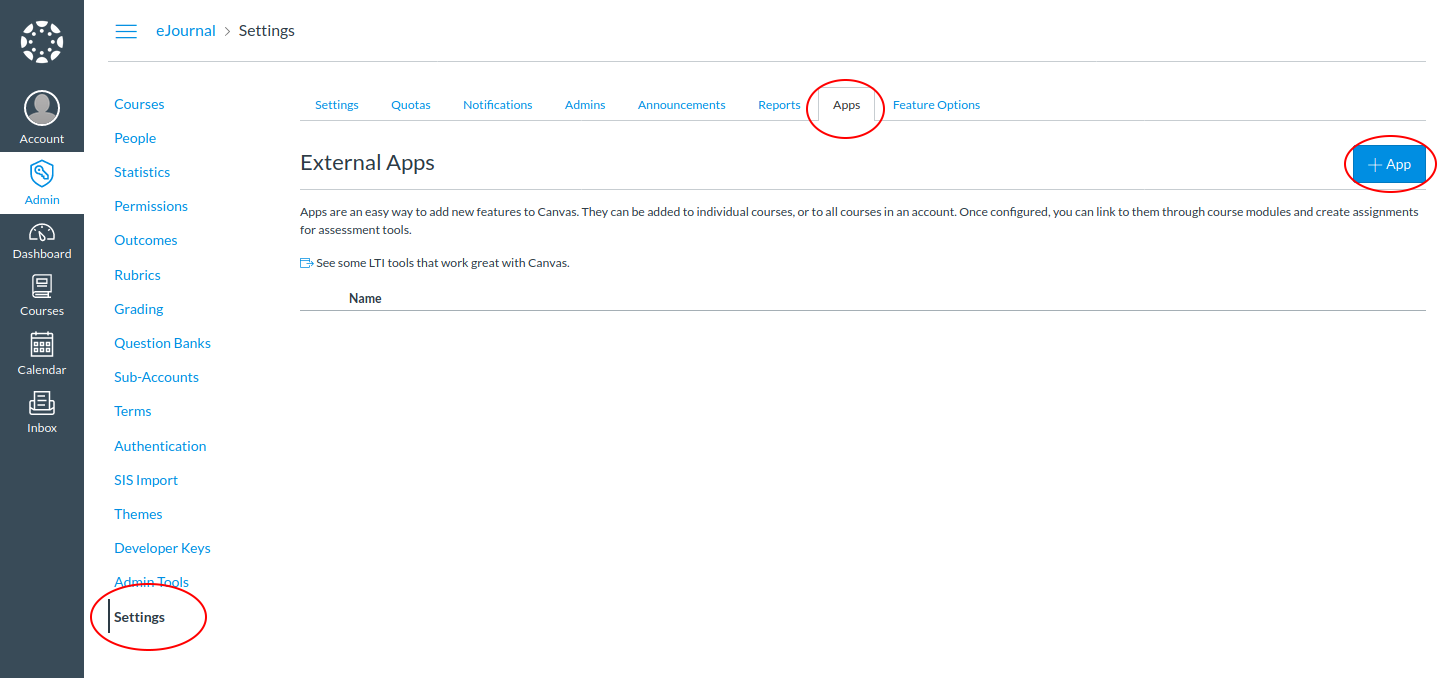 eJournal > Settings
Account
Admin
Dashboard
Courses
Calendar
Inbox
Courses
People
Statistics
Permissions
Outcomes
Rubrics
Grading
Question Banks
Sub-Accounts
Terms
Authentication
SIS Import
Themes
Developer Keys
Admin Tools
Settings
Settings Quotas Notifications Admins Announcements Reports Apps Feature Options
External Apps
+ App
Apps are an easy way to add new features to Canvas. They can be added to individual courses, or to all courses in an account. Once configured, you can link to them through course modules and create assignments
for assessment tools.
See some LTI tools that work great with Canvas.
Name